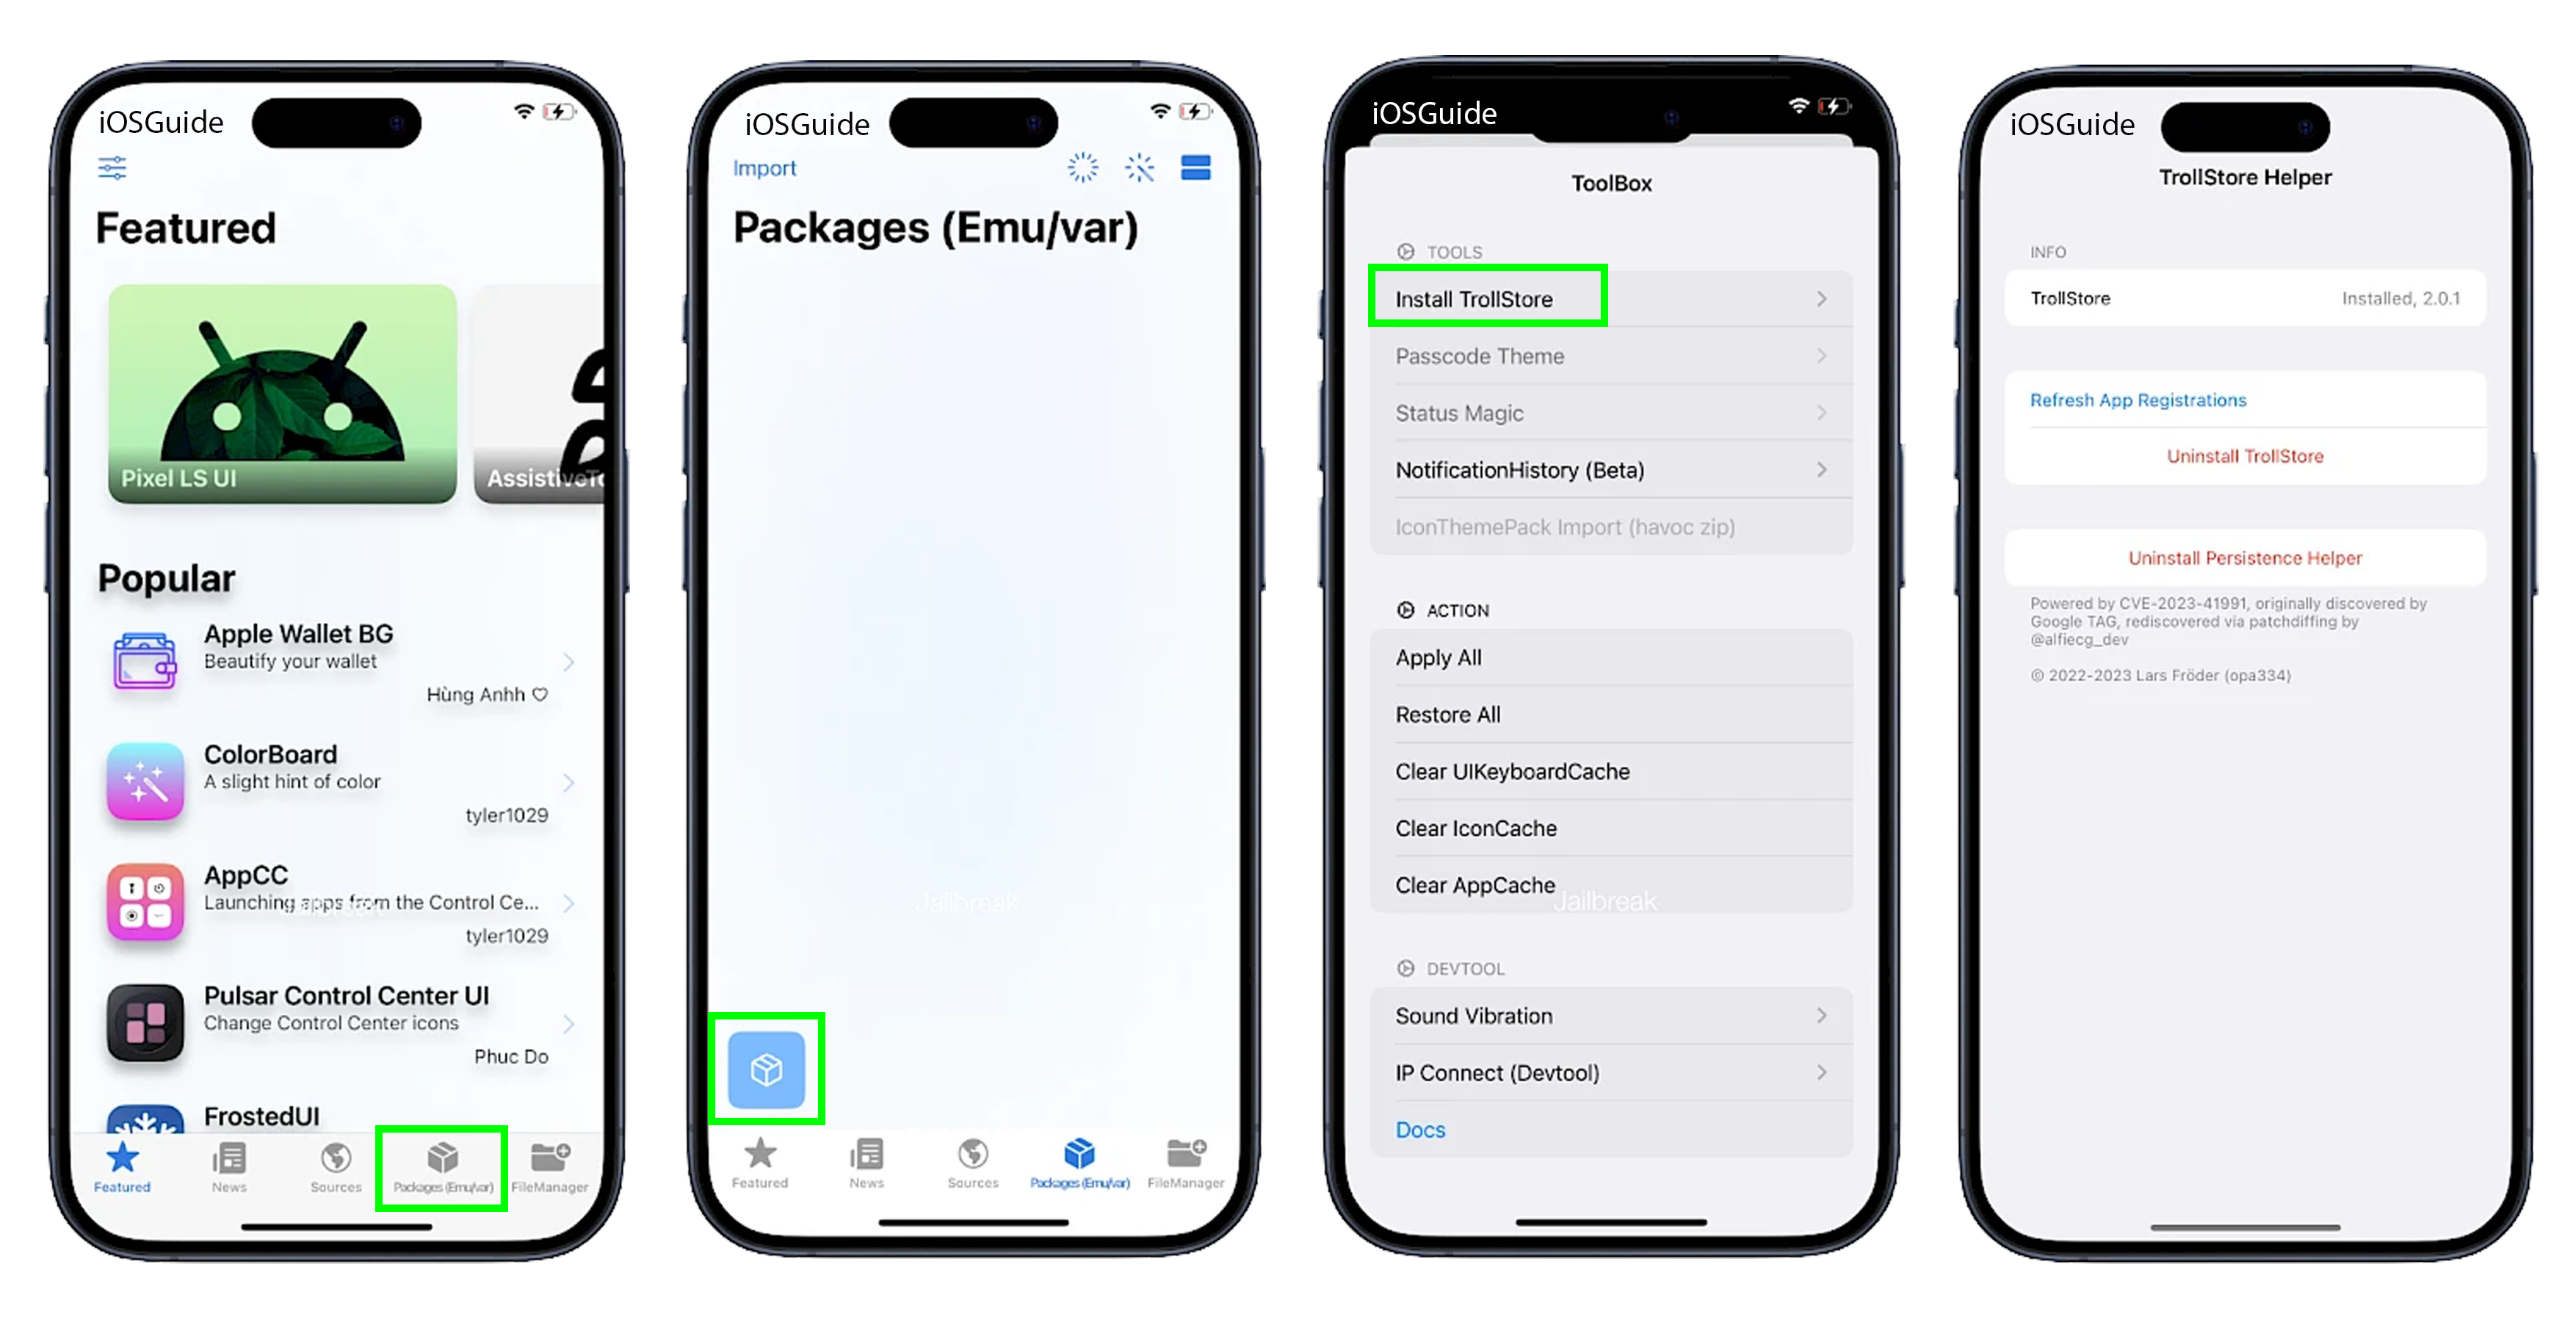 iOSGuide
Featured
Pixel LS UI
AssistiveTo
Popular
Apple Wallet BG
Beautify your wallet
Hùng Anhh ♡
ColorBoard
A slight hint of color
tyler1029
AppCC
Launching apps from the Control Ce...
Jailbreak
tyler1029
Pulsar Control Center UI
Change Control Center icons
Phuc Do
FrostedUI
Featured
News
Sources
Packages (Emu/var)
FileManager
iOSGuide
Import
Packages (Emu/var)
Jailbreak
Featured
News
Sources
Packages (Emu/var)
FileManager
iOSGuide
ToolBox
TOOLS
Install TrollStore
Passcode Theme
Status Magic
NotificationHistory (Beta)
IconThemePack Import (havoc zip)
ACTION
Apply All
Restore All
Clear UIKeyboardCache
Clear IconCache
Clear AppCache
Jailbreak
DEVTOOL
Sound Vibration
IP Connect (Devtool)
Docs
iOSGuide
TrollStore Helper
INFO
TrollStore Installed, 2.0.1
Refresh App Registrations
Uninstall TrollStore
Uninstall Persistence Helper
Powered by CVE-2023-41991, originally discovered by
Google TAG, rediscovered via patchdiffing by
@alfiecg_dev
© 2022-2023 Lars Fröder (opa334)